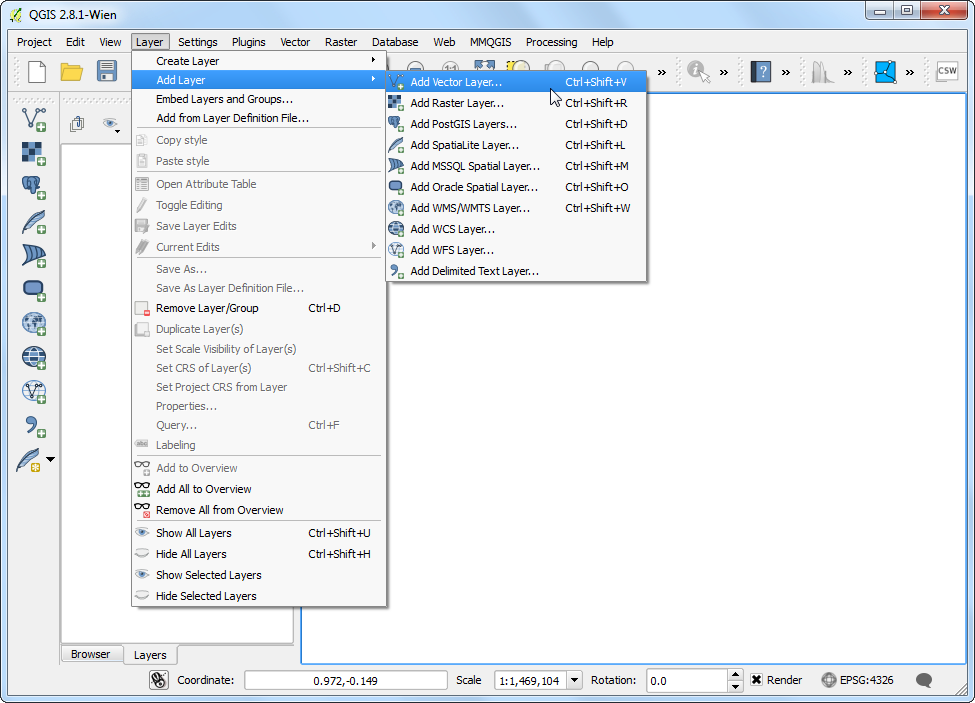 QGIS 2.8.1-Wien
Project Edit View Layer Settings Plugins Vector Raster Database Web MMQGIS Processing Help
CSW
Create Layer
Add Layer
Embed Layers and Groups...
Add from Layer Definition File...
Copy style
Paste style
Open Attribute Table
Toggle Editing
Save Layer Edits
Current Edits
Save As...
Save As Layer Definition File...
Remove Layer/Group Ctrl+D
Duplicate Layer(s)
Set Scale Visibility of Layer(s)
Set CRS of Layer(s) Ctrl+Shift+C
Set Project CRS from Layer
Properties...
Query... Ctrl+F
Labeling
Add to Overview
Add All to Overview
Remove All from Overview
Show All Layers Ctrl+Shift+U
Hide All Layers Ctrl+Shift+H
Show Selected Layers
Hide Selected Layers
Add Vector Layer... Ctrl+Shift+V
Add Raster Layer... Ctrl+Shift+R
Add PostGIS Layers... Ctrl+Shift+D
Add SpatiaLite Layer... Ctrl+Shift+L
Add MSSQL Spatial Layer... Ctrl+Shift+M
Add Oracle Spatial Layer... Ctrl+Shift+O
Add WMS/WMTS Layer... Ctrl+Shift+W
Add WCS Layer...
Add WFS Layer...
Add Delimited Text Layer...
Browser Layers
Coordinate: 0.972,-0.149 Scale 1:1,469,104 Rotation: 0.0 Render EPSG:4326